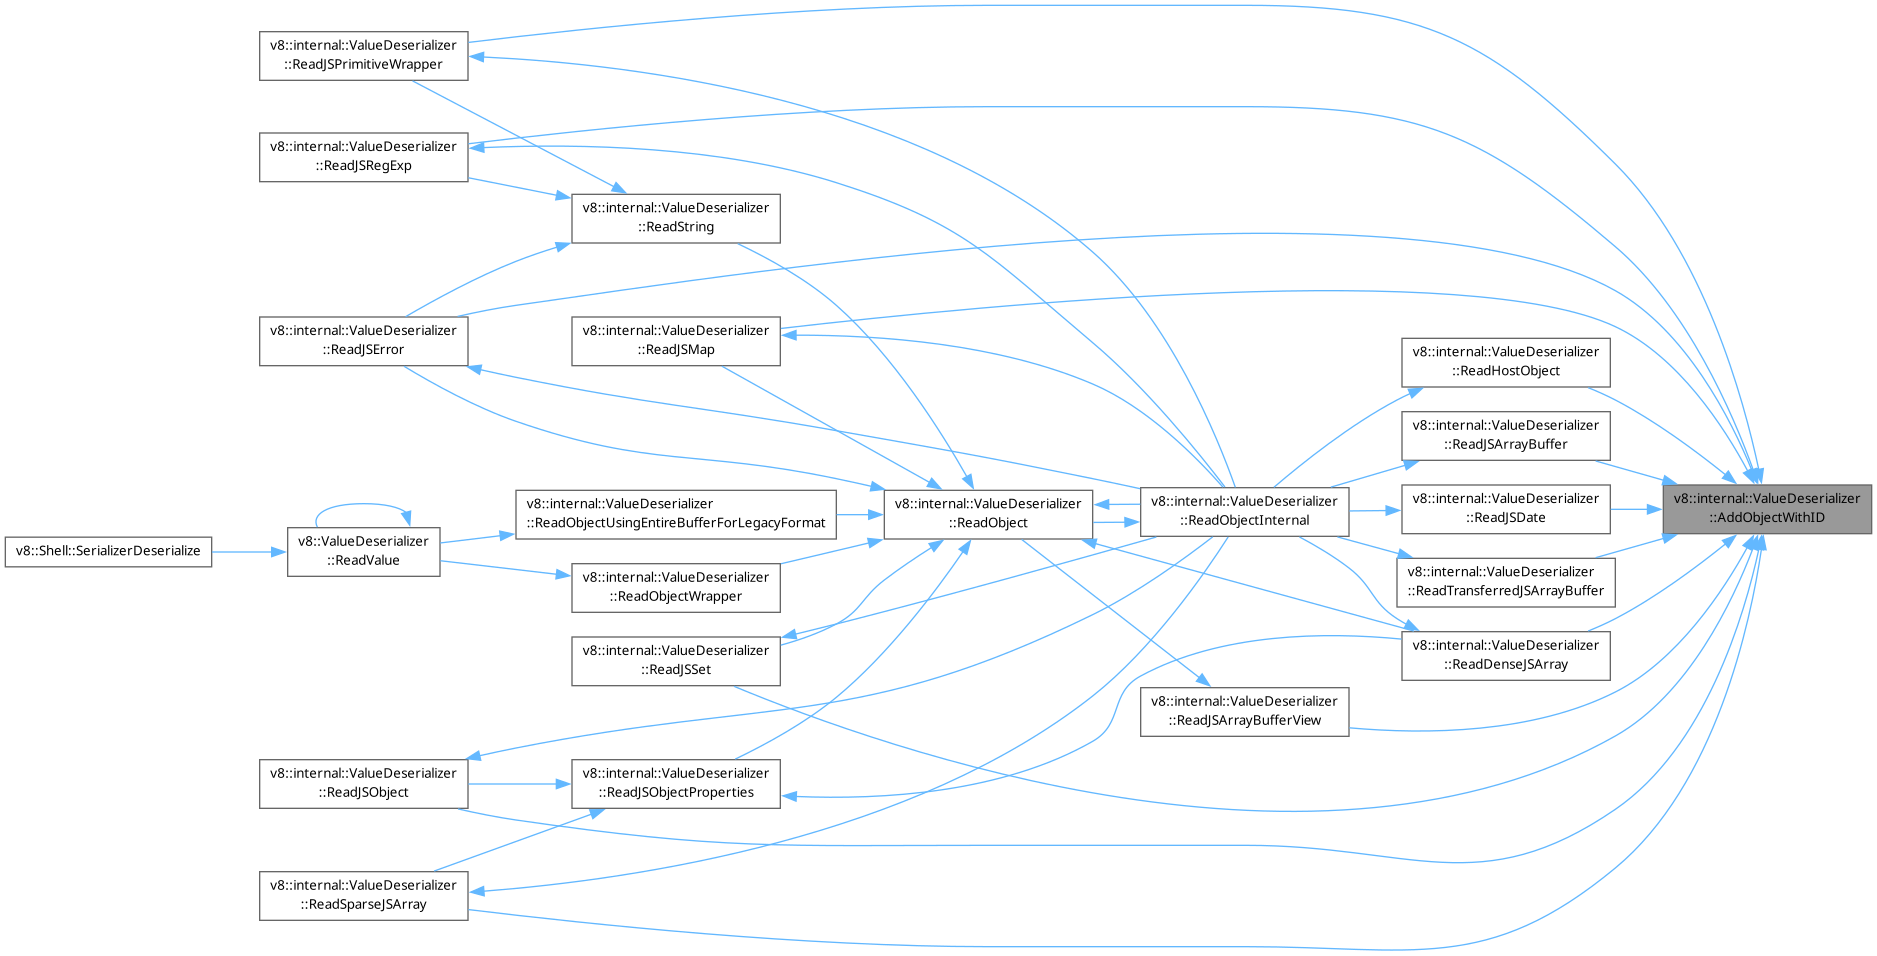 v8::internal::ValueDeserializer
::ReadJSPrimitiveWrapper
v8::internal::ValueDeserializer
::ReadJSRegExp
v8::internal::ValueDeserializer
::ReadString
v8::internal::ValueDeserializer
::ReadJSError
v8::internal::ValueDeserializer
::ReadJSMap
v8::internal::ValueDeserializer
::ReadHostObject
v8::internal::ValueDeserializer
::ReadJSArrayBuffer
v8::internal::ValueDeserializer
::ReadObjectUsingEntireBufferForLegacyFormat
v8::internal::ValueDeserializer
::ReadObject
v8::internal::ValueDeserializer
::ReadObjectInternal
v8::internal::ValueDeserializer
::ReadJSDate
v8::internal::ValueDeserializer
::AddObjectWithID
v8::Shell::SerializerDeserialize
v8::ValueDeserializer
::ReadValue
v8::internal::ValueDeserializer
::ReadObjectWrapper
v8::internal::ValueDeserializer
::ReadTransferredJSArrayBuffer
v8::internal::ValueDeserializer
::ReadJSSet
v8::internal::ValueDeserializer
::ReadDenseJSArray
v8::internal::ValueDeserializer
::ReadJSArrayBufferView
v8::internal::ValueDeserializer
::ReadJSObject
v8::internal::ValueDeserializer
::ReadJSObjectProperties
v8::internal::ValueDeserializer
::ReadSparseJSArray